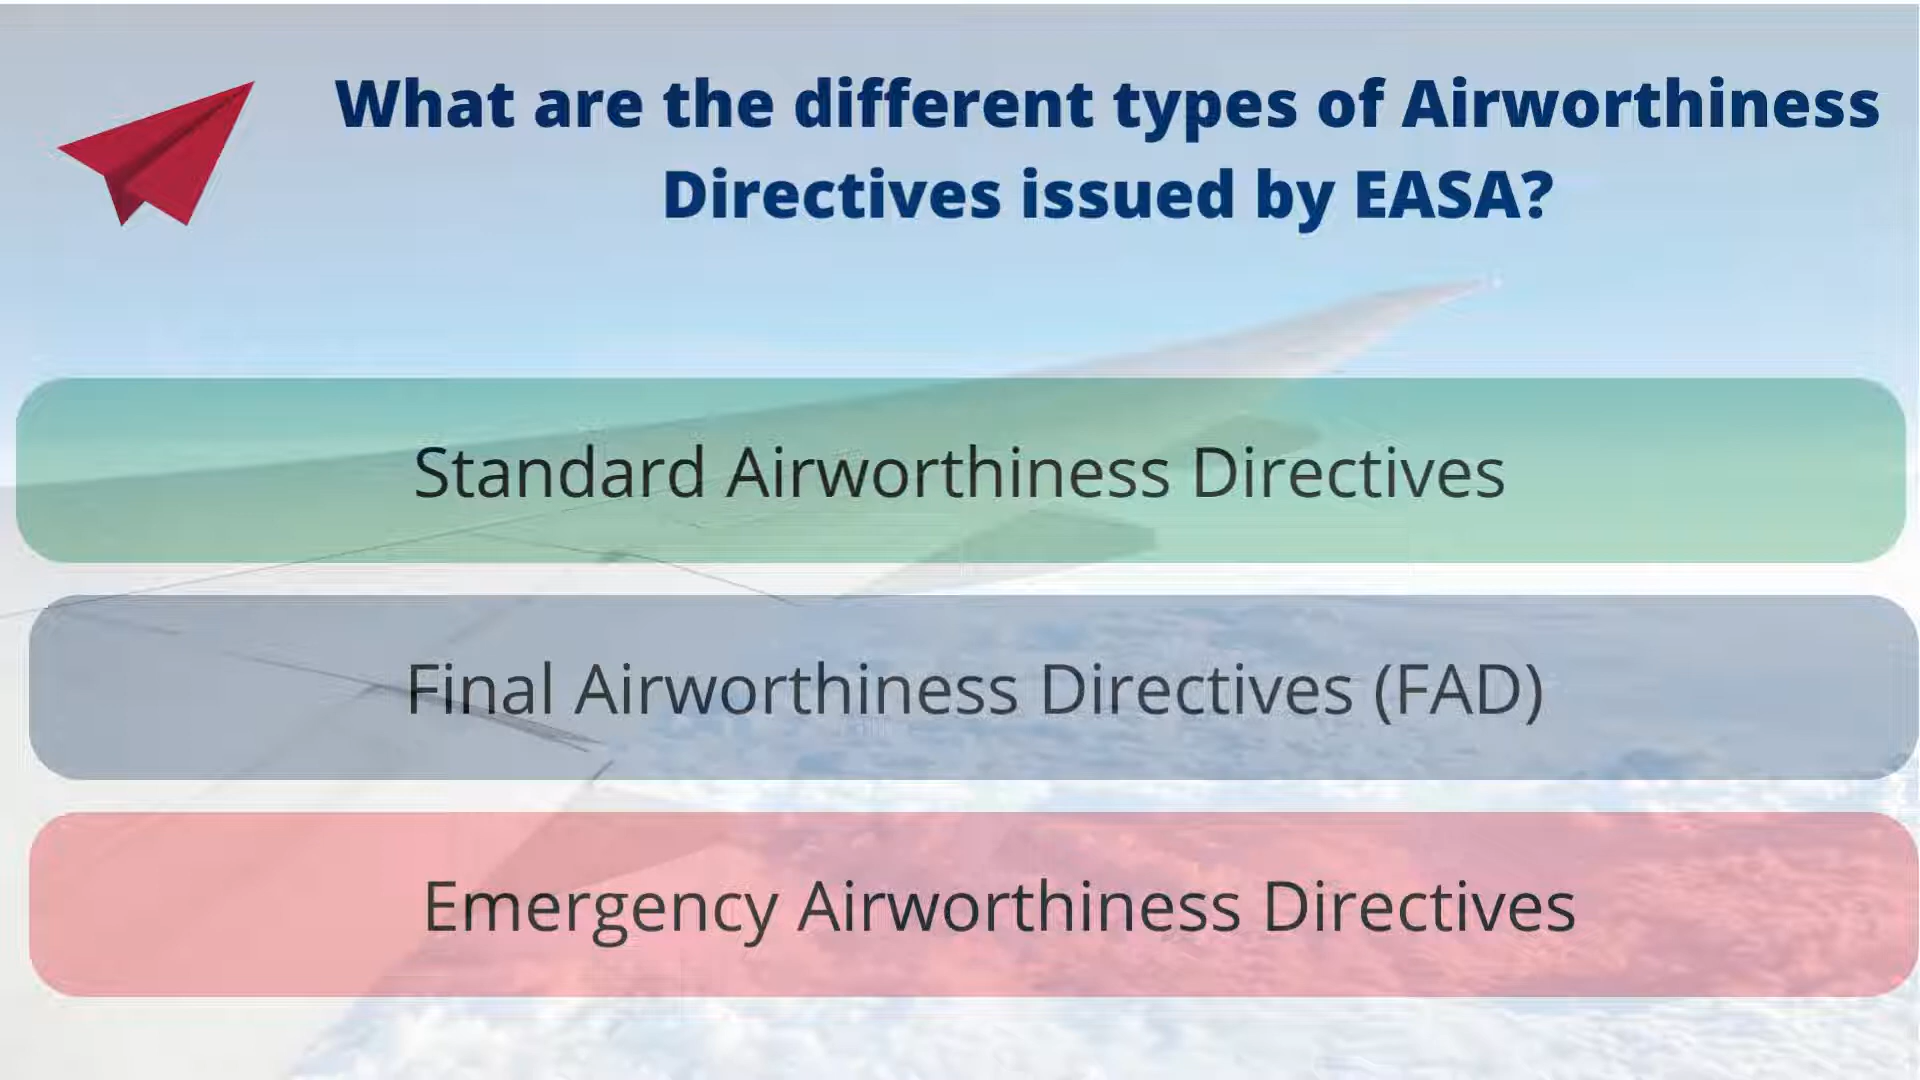 What are the different types of Airworthiness
Directives issued by EASA?
Standard Airworthiness Directives
Final Airworthiness Directives (FAD)
Emergency Airworthiness Directives